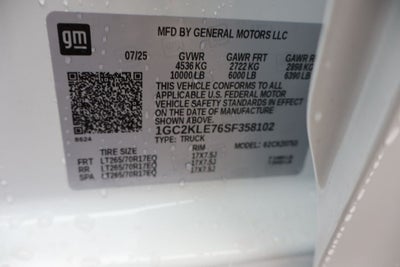 gm
MFD BY GENERAL MOTORS LLC
07/25 GVWR GAWR FRT GAWR RR
4536 KG 2722 KG 2898 KG
10000 LB 6000 LB 6390 LB
THIS VEHICLE CONFORMS TO ALL
APPLICABLE U.S. FEDERAL MOTOR
VEHICLE SAFETY STANDARDS IN EFFECT
ON THE DATE OF MANUFACTURE SHOWN ABOVE.
1GC2KLE76SF358102
TYPE: TRUCK
TIRE SIZE RIM
FRT LT265/70R17EQ 17X7.5J
RR LT265/70R17EQ 17X7.5J
SPA LT265/70R17EQ 17X7.5J